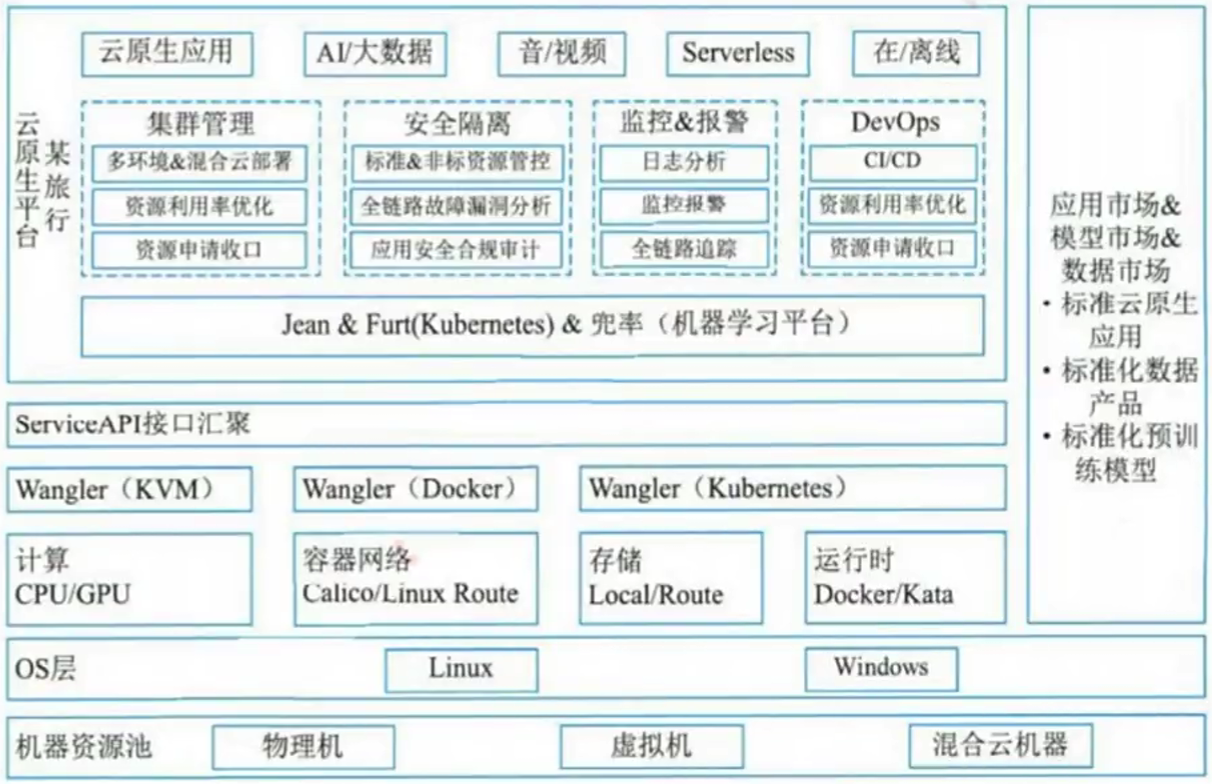 云原生应用
AI/大数据
音/视频
Serverless
在/离线
某旅行
云原生平台
集群管理
多环境&混合云部署
资源利用率优化
资源申请收口
安全隔离
标准&非标资源管控
全链路故障漏洞分析
应用安全合规审计
监控&报警
日志分析
监控报警
全链路追踪
DevOps
CI/CD
资源利用率优化
资源申请收口
Jean & Furt(Kubernetes) & 兜率（机器学习平台）
ServiceAPI接口汇聚
Wangler（KVM）
Wangler（Docker）
Wangler（Kubernetes）
计算
CPU/GPU
容器网络
Calico/Linux Route
存储
Local/Route
运行时
Docker/Kata
应用市场&
模型市场&
数据市场
·标准云原生
应用
·标准化数据
产品
·标准化预训
练模型
OS层
Linux
Windows
机器资源池
物理机
虚拟机
混合云机器